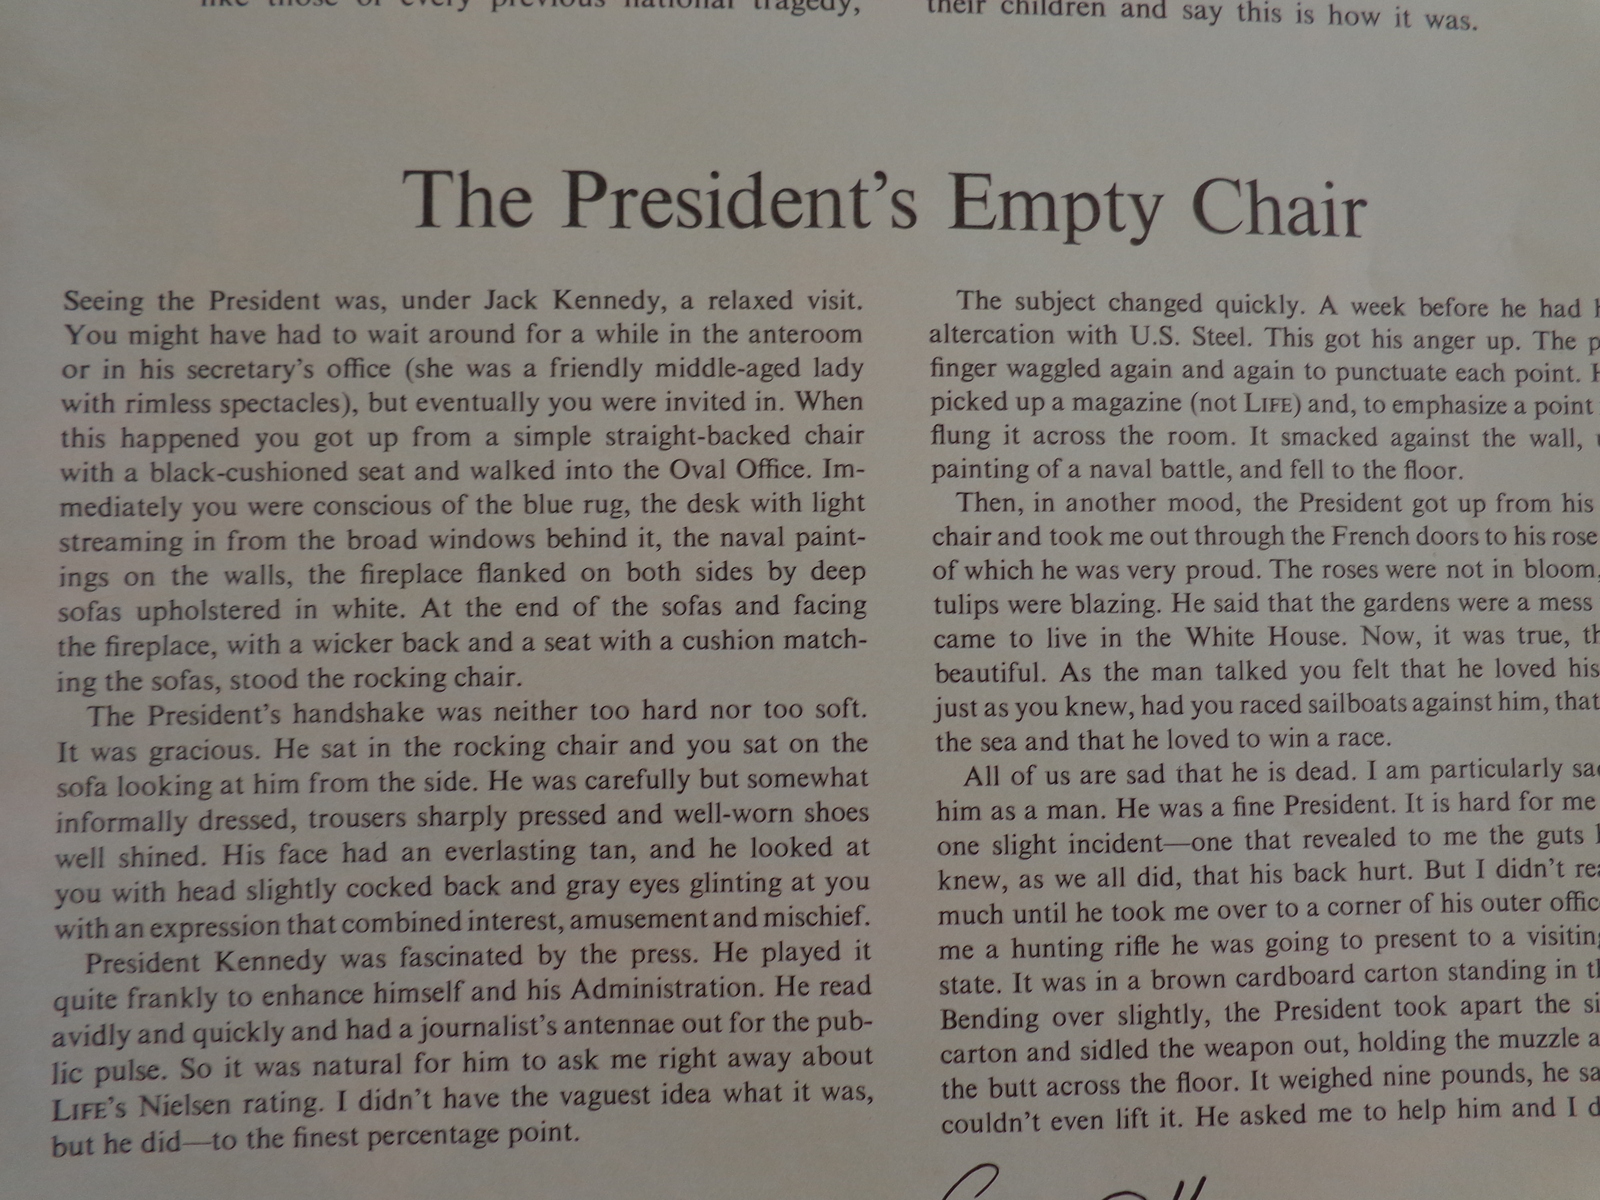 like those of every previous national tragedy,
their children and say this is how it was.
The President's Empty Chair
Seeing the President was, under Jack Kennedy, a relaxed visit.
You might have had to wait around for a while in the anteroom
or in his secretary's office (she was a friendly middle-aged lady
with rimless spectacles), but eventually you were invited in. When
this happened you got up from a simple straight-backed chair
with a black-cushioned seat and walked into the Oval Office. Im-
mediately you were conscious of the blue rug, the desk with light
streaming in from the broad windows behind it, the naval paint-
ings on the walls, the fireplace flanked on both sides by deep
sofas upholstered in white. At the end of the sofas and facing
the fireplace, with a wicker back and a seat with a cushion match-
ing the sofas, stood the rocking chair.
The President's handshake was neither too hard nor too soft.
It was gracious. He sat in the rocking chair and you sat on the
sofa looking at him from the side. He was carefully but somewhat
informally dressed, trousers sharply pressed and well-worn shoes
well shined. His face had an everlasting tan, and he looked at
you with head slightly cocked back and gray eyes glinting at you
with an expression that combined interest, amusement and mischief.
President Kennedy was fascinated by the press. He played it
quite frankly to enhance himself and his Administration. He read
avidly and quickly and had a journalist's antennae out for the pub-
lic pulse. So it was natural for him to ask me right away about
LIFE's Nielsen rating. I didn't have the vaguest idea what it was,
but he did—to the finest percentage point.
The subject changed quickly. A week before he had
altercation with U.S. Steel. This got his anger up. The
finger waggled again and again to punctuate each point.
picked up a magazine (not LIFE) and, to emphasize a point
flung it across the room. It smacked against the wall,
painting of a naval battle, and fell to the floor.
Then, in another mood, the President got up from his
chair and took me out through the French doors to his rose
of which he was very proud. The roses were not in bloom,
tulips were blazing. He said that the gardens were a mess
came to live in the White House. Now, it was true,
beautiful. As the man talked you felt that he loved his
just as you knew, had you raced sailboats against him, that
the sea and that he loved to win a race.
All of us are sad that he is dead. I am particularly
him as a man. He was a fine President. It is hard for me
one slight incident—one that revealed to me the guts
knew, as we all did, that his back hurt. But I didn't
much until he took me over to a corner of his outer
me a hunting rifle he was going to present to a
state. It was in a brown cardboard carton standing in
Bending over slightly, the President took apart the
carton and sidled the weapon out, holding the muzzle
the butt across the floor. It weighed nine pounds, he
couldn't even lift it. He asked me to help him and I